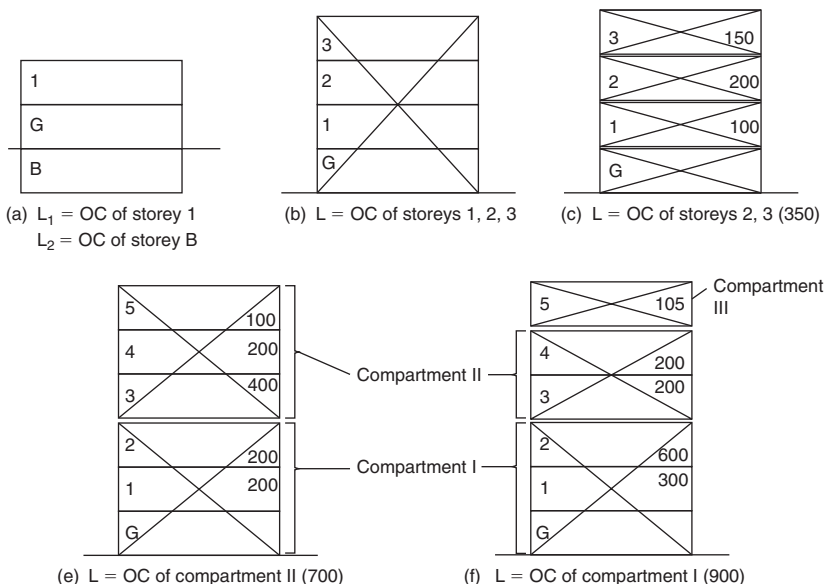 1
G
B
(a) L₁ = OC of storey 1
L₂ = OC of storey B
3
2
1
G
(b) L = OC of storeys 1, 2, 3
3 150
2 200
1 100
G
(c) L = OC of storeys 2, 3 (350)
5 100
4 200
3 400
2 200
1 200
G
(e) L = OC of compartment II (700)
Compartment II
Compartment I
Compartment
III
5 105
4 200
3 200
2 600
1 300
G
(f) L = OC of compartment I (900)